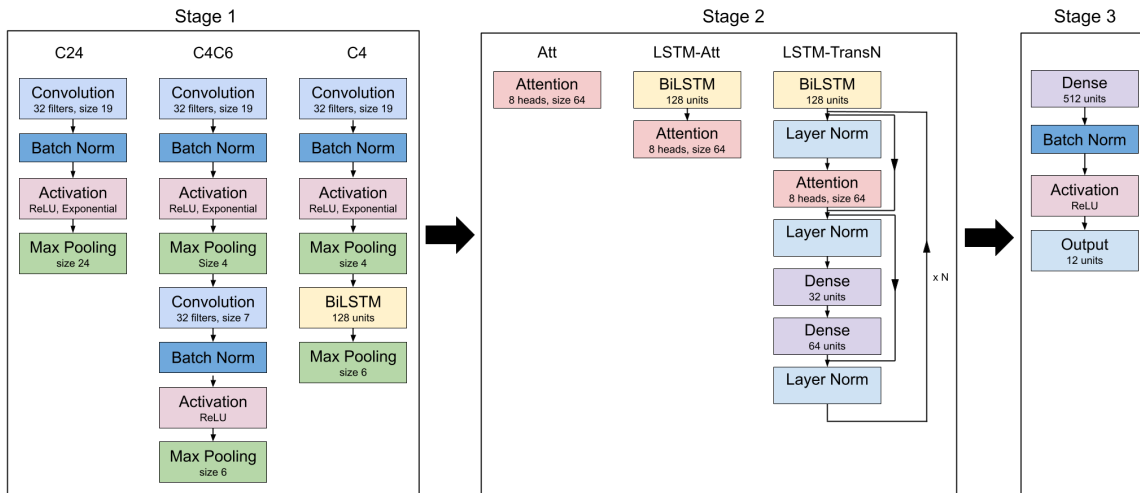 Stage 1
C24
Convolution
32 filters, size 19
Batch Norm
Activation
ReLU, Exponential
Max Pooling
size 24
C4C6
Convolution
32 filters, size 19
Batch Norm
Activation
ReLU, Exponential
Max Pooling
Size 4
Convolution
32 filters, size 7
Batch Norm
Activation
ReLU
Max Pooling
size 6
C4
Convolution
32 filters, size 19
Batch Norm
Activation
ReLU, Exponential
Max Pooling
size 4
BiLSTM
128 units
Max Pooling
size 6
Stage 2
Att
Attention
8 heads, size 64
LSTM-Att
BiLSTM
128 units
Attention
8 heads, size 64
LSTM-TransN
BiLSTM
128 units
Layer Norm
Attention
8 heads, size 64
Layer Norm
Dense
32 units
Dense
64 units
Layer Norm
x N
Stage 3
Dense
512 units
Batch Norm
Activation
ReLU
Output
12 units